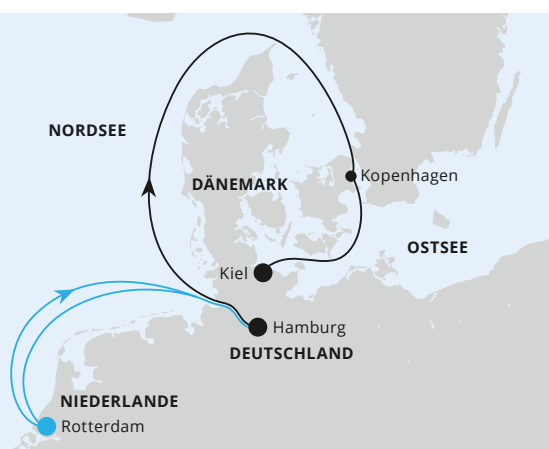 NORDSEE
Kopenhagen
DÄNEMARK
OSTSEE
Kiel
Hamburg
DEUTSCHLAND
NIEDERLANDE
Rotterdam